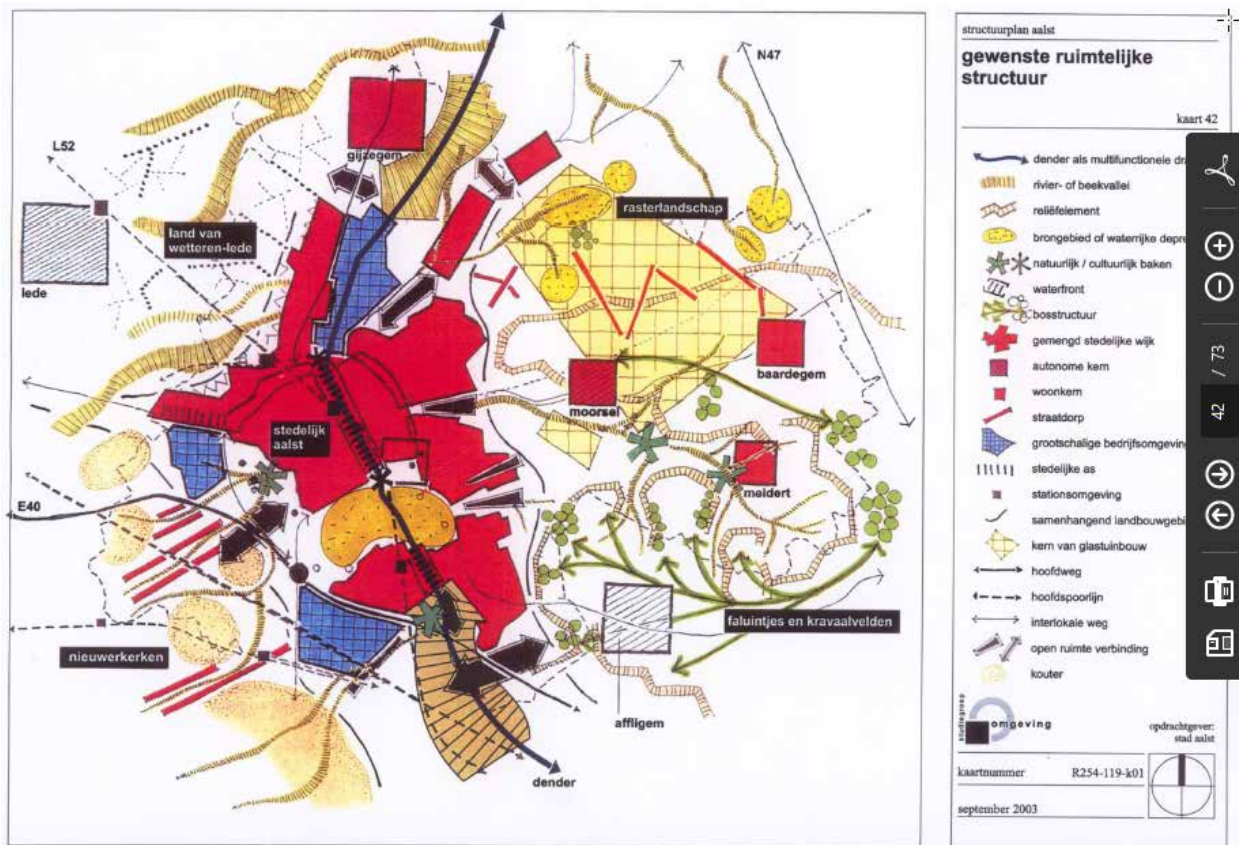 N47
L52
gijzegem
rasterlandschap
land van
wetteren-lede
lede
baardegem
moorsel
stedelijk
aalst
meldert
E40
faluintjes en kravaalvelden
nieuwerkerken
affligem
dender
structuurplan aalst
gewenste ruimtelijke
structuur
kaart 42
dender als multifunctionele dra
rivier- of beekvallei
reliëfelement
brongebied of waterrijke depre
natuurlijk / cultuurlijk baken
waterfront
bosstructuur
gemengd stedelijke wijk
autonome kern
woonkern
straatdorp
grootschalige bedrijfsomgeving
stedelijke as
stationsomgeving
samenhangend landbouwgebi
kern van glastuinbouw
hoofdweg
hoofdspoorlijn
interlokale weg
open ruimte verbinding
kouter
studiegroep
omgeving
opdrachtgever:
stad aalst
kaartnummer R254-119-k01
september 2003
42 / 73